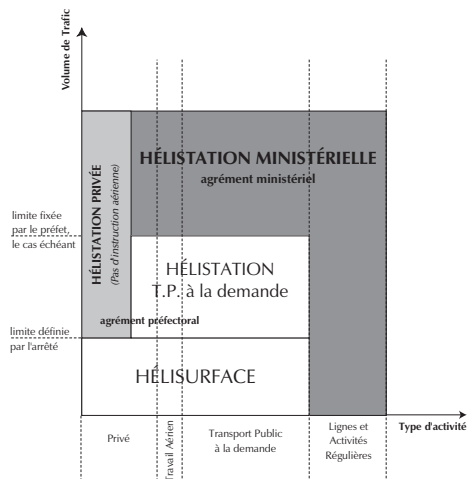 Volume de Trafic
HÉLISTATION MINISTÉRIELLE
agrément ministériel
HÉLISTATION PRIVÉE
(Pas d'instruction aérienne)
limite fixée
par le préfet,
le cas échéant
HÉLISTATION
T.P. à la demande
agrément préfectoral
limite définie
par l'arrêté
HÉLISURFACE
Type d'activité
Privé
Travail Aérien
Transport Public
à la demande
Lignes et
Activités
Régulières